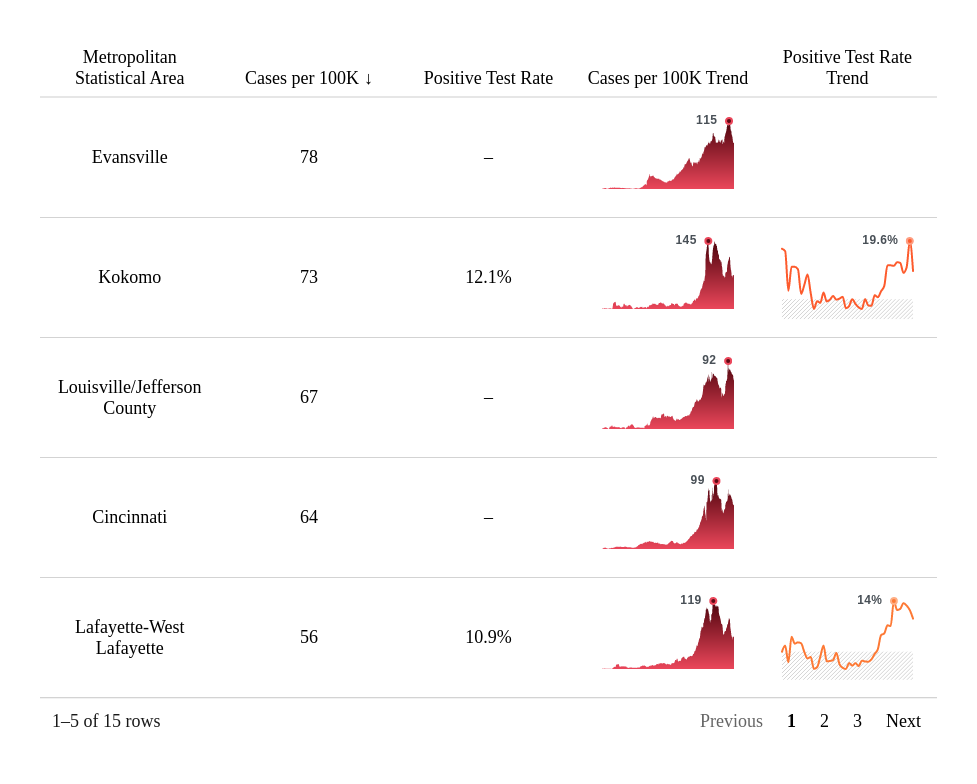 Metropolitan
Statistical Area
Cases per 100K ↓
Positive Test Rate
Cases per 100K Trend
Positive Test Rate
Trend
Evansville
78
–
115
Kokomo
73
12.1%
145
19.6%
Louisville/Jefferson
County
67
–
92
Cincinnati
64
–
99
Lafayette-West
Lafayette
56
10.9%
119
14%
1–5 of 15 rows
Previous 1 2 3 Next